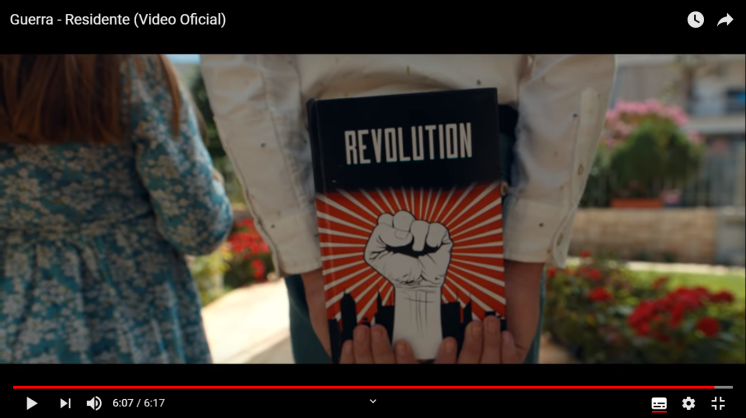 Guerra - Residente (Video Oficial)
REVOLUTION
6:07 / 6:17